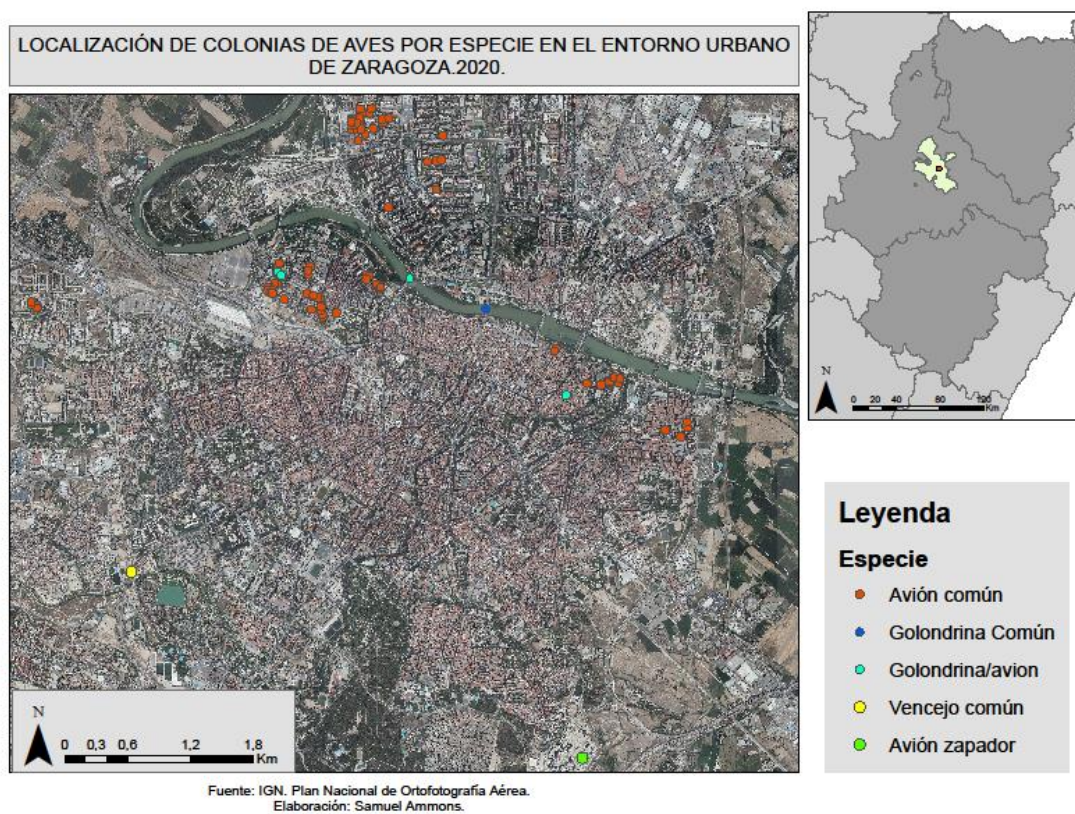 LOCALIZACIÓN DE COLONIAS DE AVES POR ESPECIE EN EL ENTORNO URBANO
DE ZARAGOZA.2020.
N
0 20 40 80 120
Km
Leyenda
Especie
Avión común
Golondrina Común
Golondrina/avion
Vencejo común
Avión zapador
N
0 0,3 0,6 1,2 1,8
Km
Fuente: IGN. Plan Nacional de Ortofotografía Aérea.
Elaboración: Samuel Ammons.